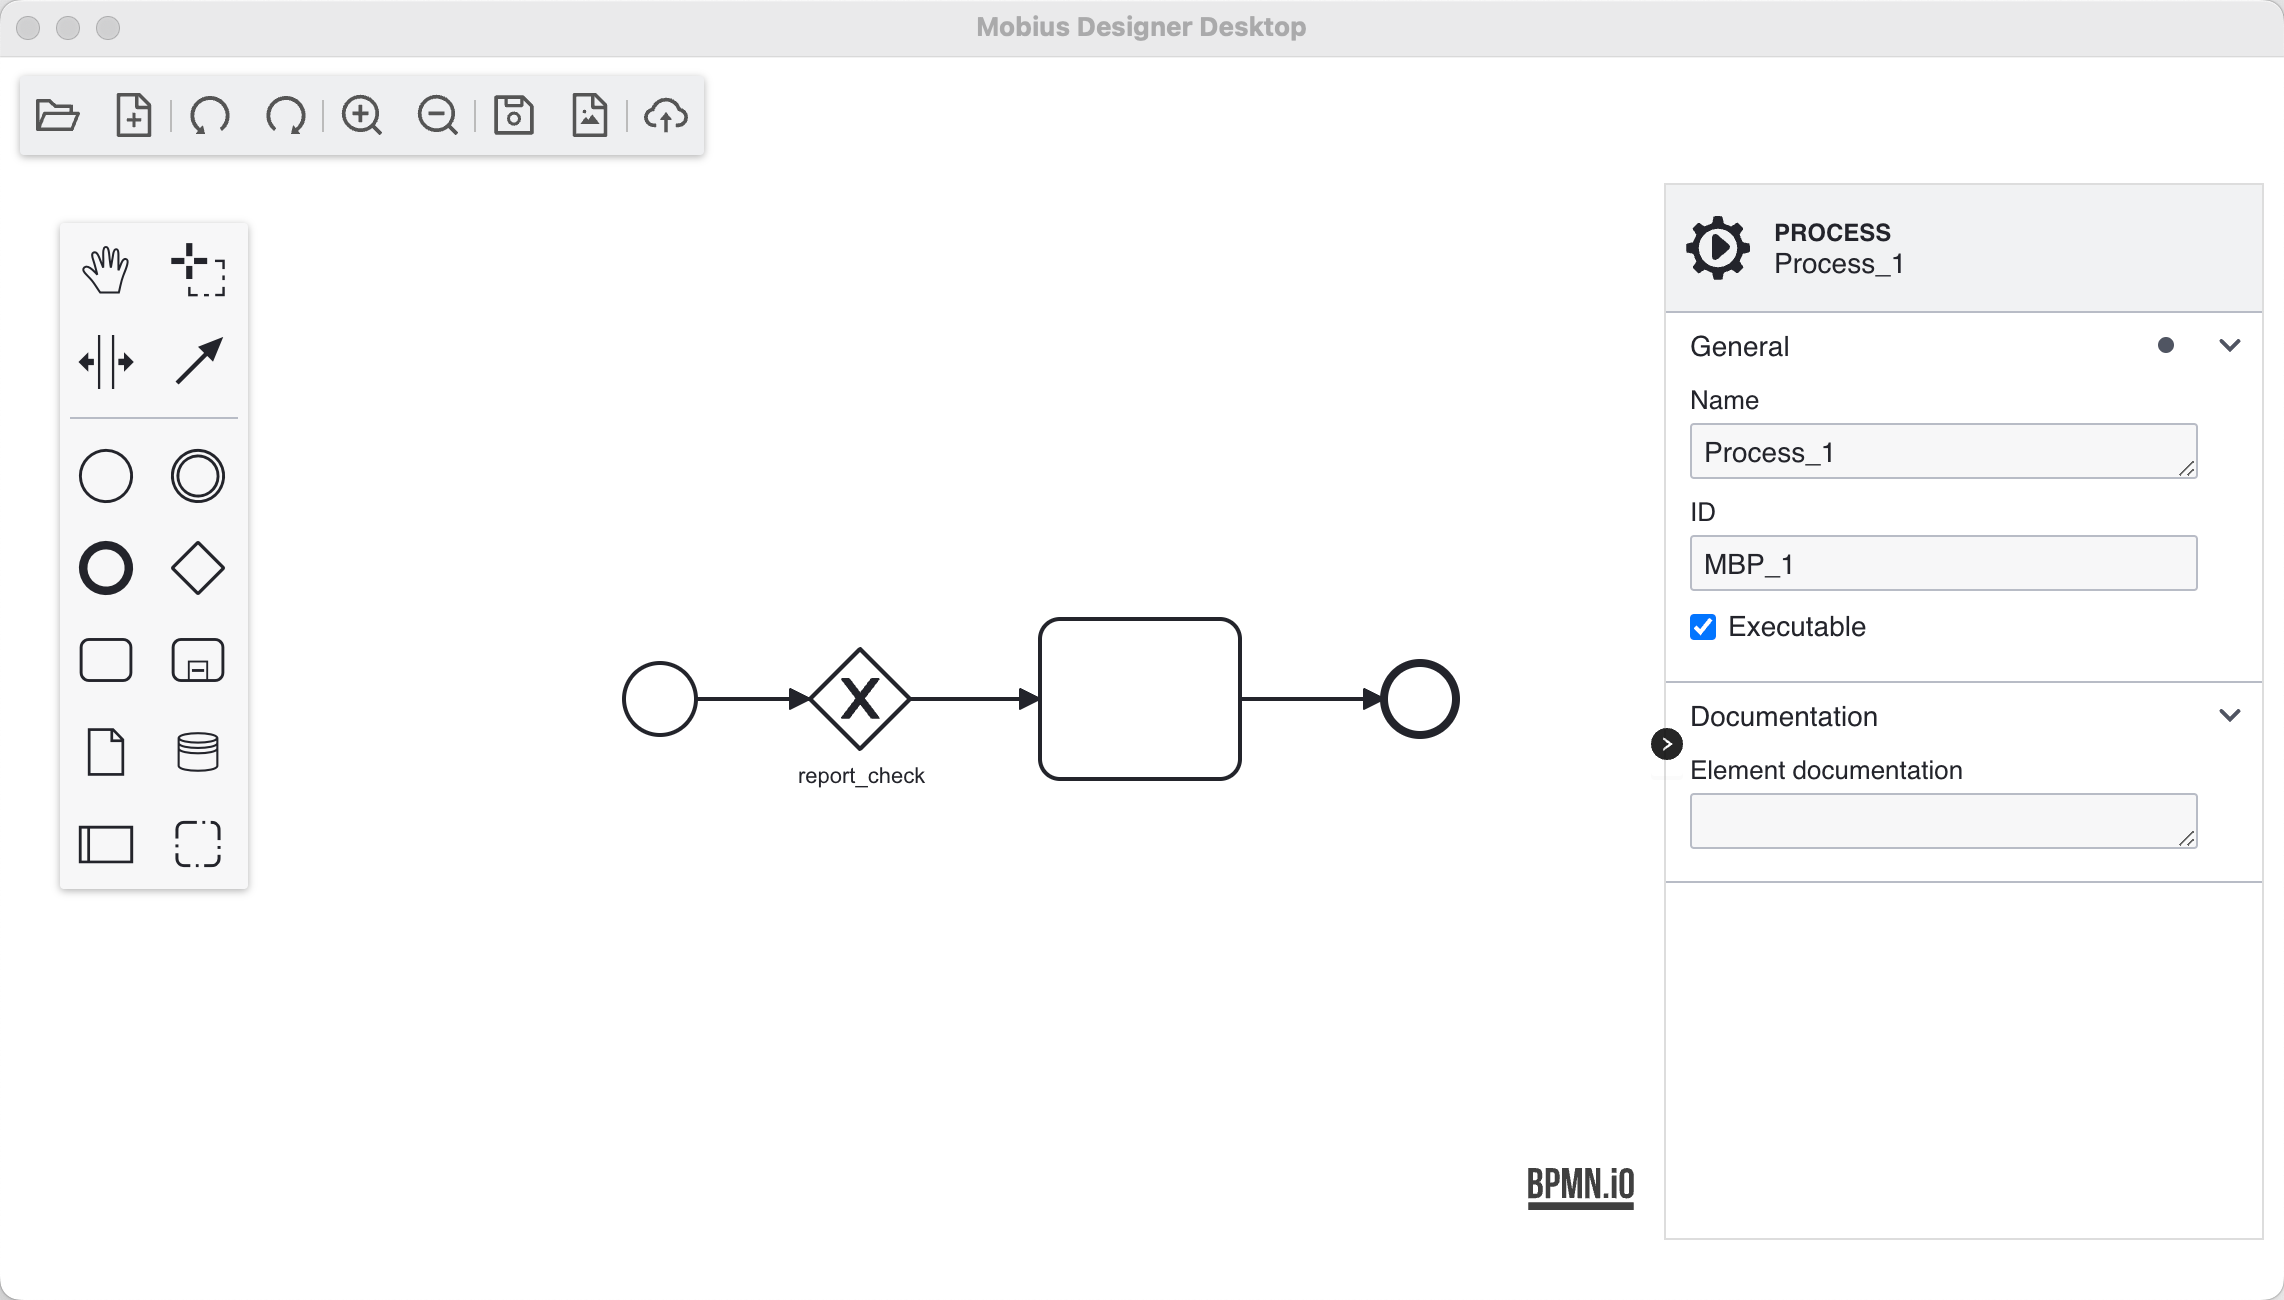 Mobius Designer Desktop
PROCESS
Process_1
General
Name
Process_1
ID
MBP_1
Executable
Documentation
Element documentation
report_check
BPMN.iO